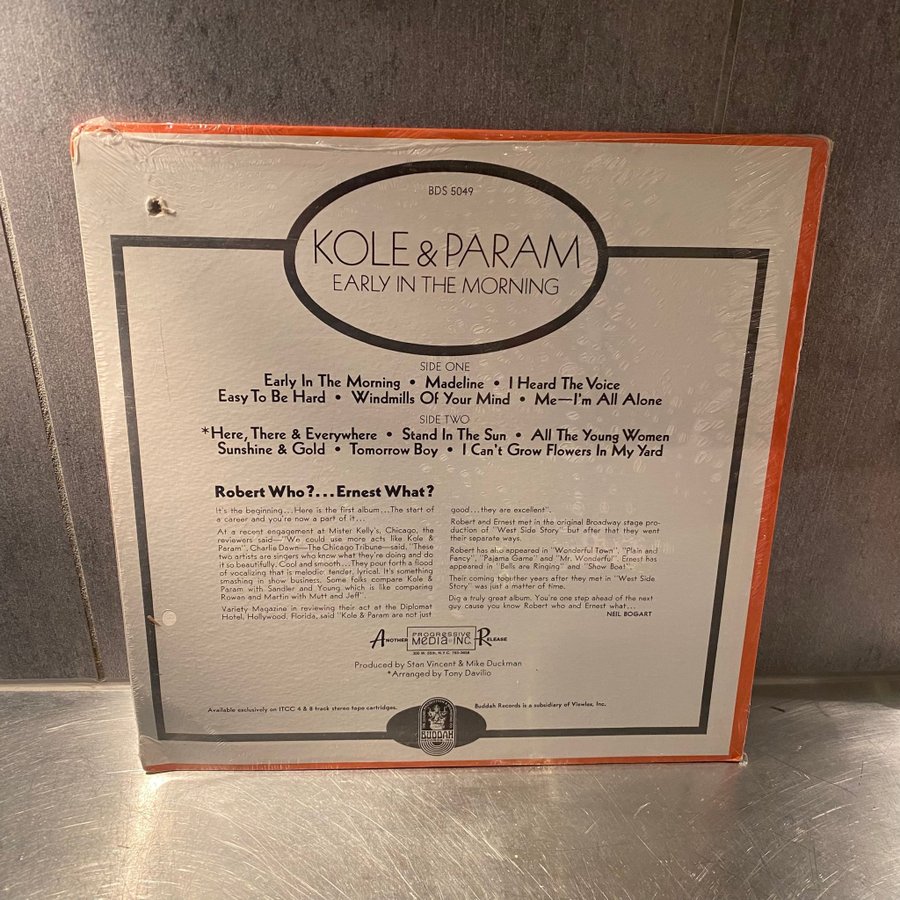 BDS 5049
KOLE & PARAM
EARLY IN THE MORNING
SIDE ONE
Early In The Morning • Madeline • I Heard The Voice
Easy To Be Hard • Windmills Of Your Mind • Me—I'm All Alone
SIDE TWO
*Here, There & Everywhere • Stand In The Sun • All The Young Women
Sunshine & Gold • Tomorrow Boy • I Can't Grow Flowers In My Yard
Robert Who?...Ernest What?
It's the beginning...Here is the first album...The start of
a career and you're now a part of it...
At a recent engagement at Mister Kelly's, Chicago, the
reviewers said—"We could use more acts like Kole &
Param", Charlie Dawn—The Chicago Tribune—said, "These
two artists are singers who know what they're doing and do
it so beautifully. Cool and smooth...They pour forth a flood
of vocalizing that is melodic, tender, lyrical. It's something
smashing in show business. Some folks compare Kole &
Param with Sandler and Young which is like comparing
Rowan and Martin with Mutt and Jeff".
Variety Magazine in reviewing their act at the Diplomat
Hotel, Hollywood, Florida, said "Kole & Param are not just
good...they are excellent".
Robert and Ernest met in the original Broadway stage pro-
duction of "West Side Story" but after that they went
their separate ways.
Robert has also appeared in "Wonderful Town", "Plain and
Fancy", "Pajama Game" and "Mr. Wonderful" Ernest has
appeared in "Bells are Ringing" and "Show Boat".
Their coming together years after they met in "West Side
Story" was just a matter of time.
Dig a truly great album. You're one step ahead of the next
guy cause you know Robert who and Ernest what...
NEIL BOGART
ANOTHER PROGRESSIVE MEDIA INC. RELEASE
Produced by Stan Vincent & Mike Duckman
*Arranged by Tony Davilio
Available exclusively on ITCC 4 & 8 track stereo tape cartridges.
Buddah Records is a subsidiary of Viewlex, Inc.
BUDDAH